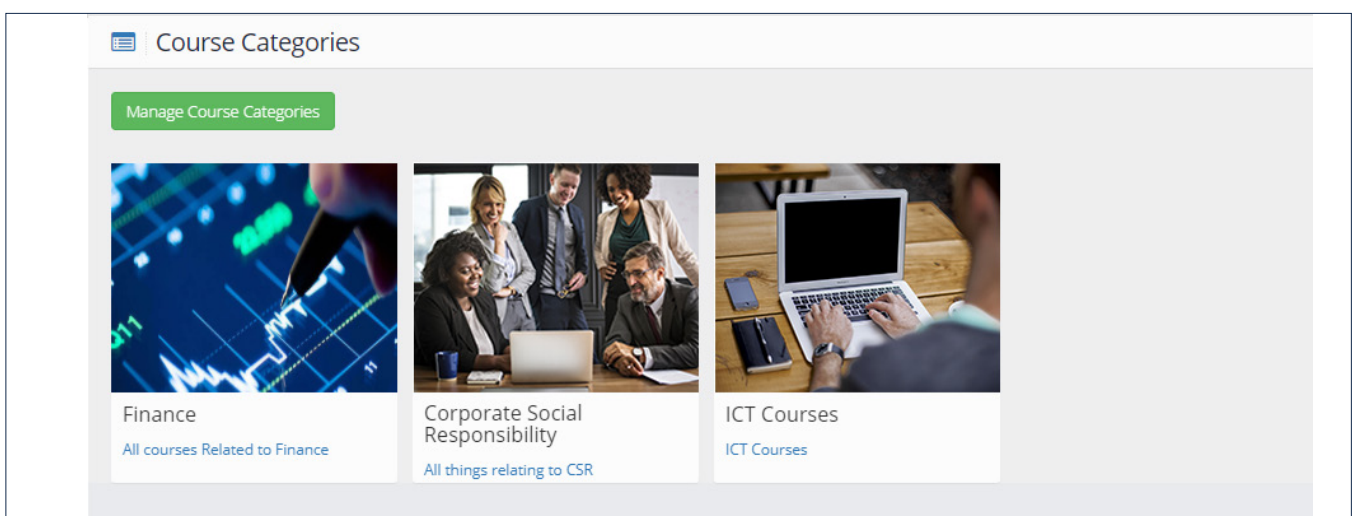 Course Categories
Manage Course Categories
Finance
All courses Related to Finance
Corporate Social
Responsibility
All things relating to CSR
ICT Courses
ICT Courses